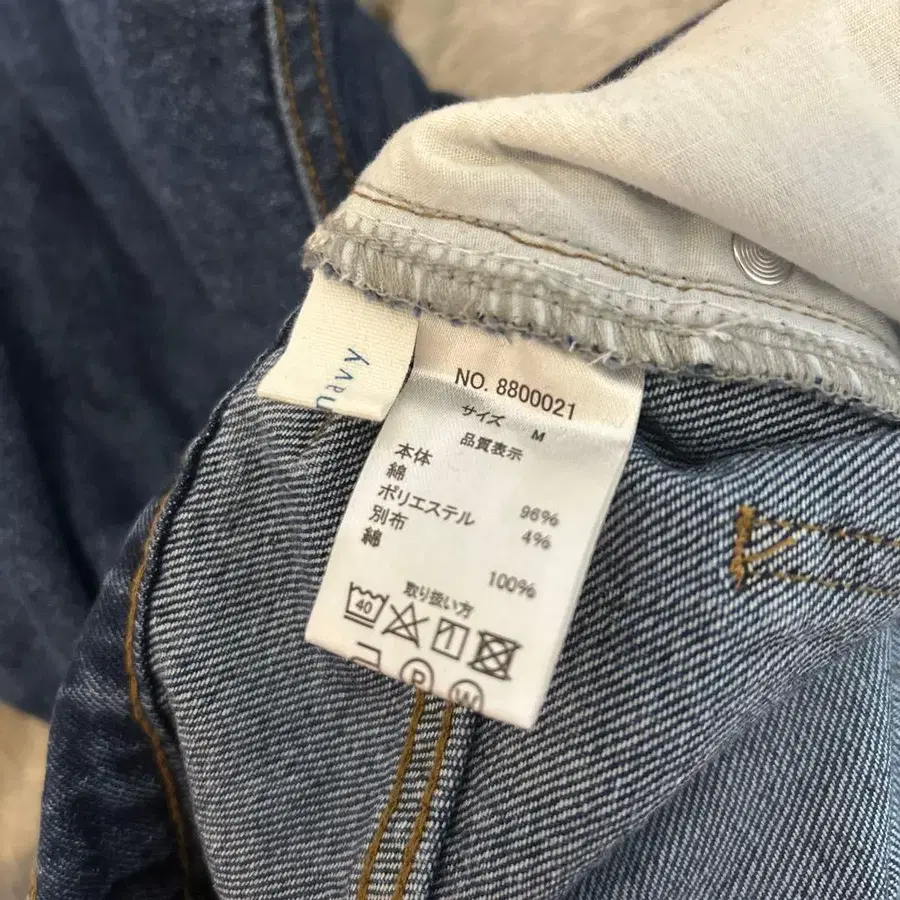 navy
NO. 8800021
サイズ M
品質表示
本体
綿 96%
ポリエステル 4%
別布
綿 100%
取り扱い方
40
P W